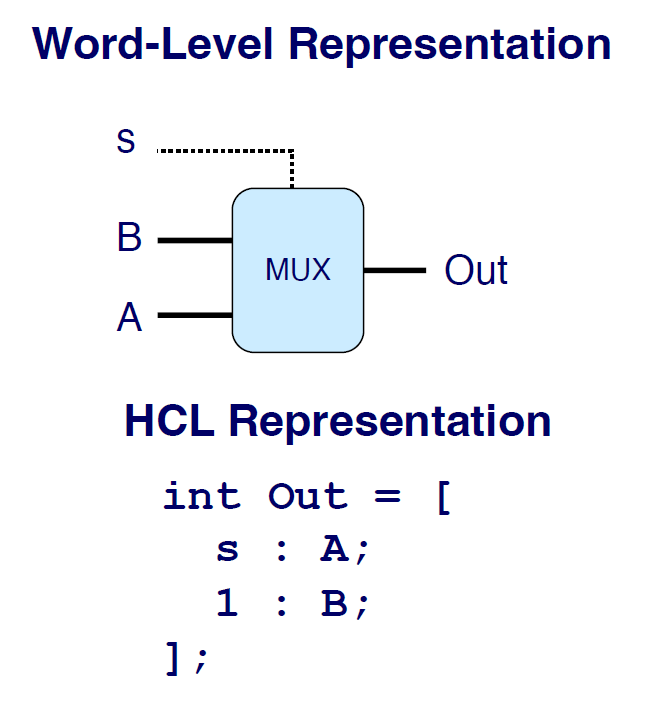 Word-Level Representation
s
B
MUX
Out
A
HCL Representation
int Out = [
  s : A;
  1 : B;
];